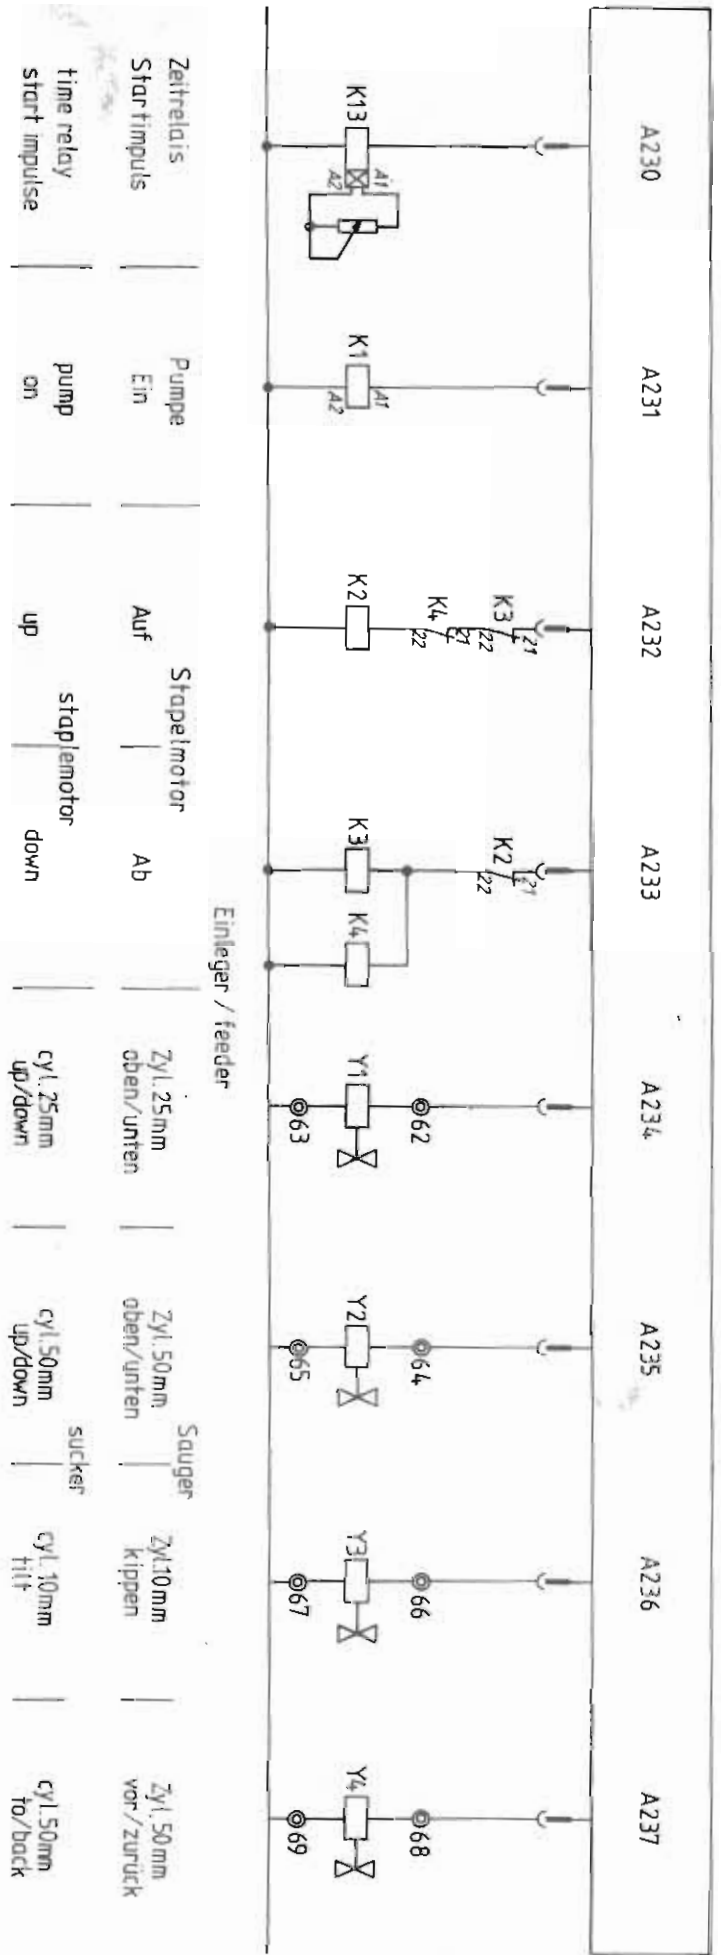 A230 A231 A232 A233 A234 A235 A236 A237
K3 21 22
K2 21 22
K4 21 22
62 64 66 68
K13 A1 A2
K1 A1 A2
K2
K3 K4
Y1 Y2 Y3 Y4
63 65 67 69
Einleger / feeder
Zeitrelais
Startimpuls
Pumpe
Ein
Stapelmotor
Auf
Ab
Zyl.25mm
oben/unten
Sauger
Zyl.50mm
oben/unten
Zyl.10mm
kippen
Zyl.50mm
vor/zurück
time relay
start impulse
pump
on
staplemotor
up
down
cyl.25mm
up/down
sucker
cyl.50mm
up/down
cyl.10mm
tilt
cyl.50mm
to/back